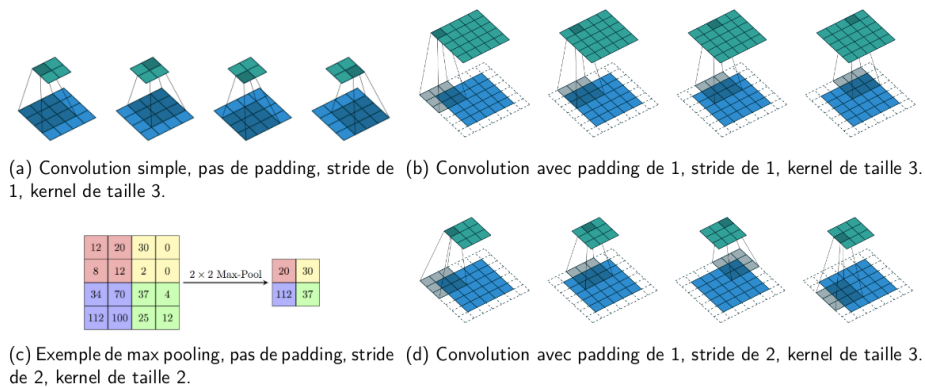 (a) Convolution simple, pas de padding, stride de
1, kernel de taille 3.
(b) Convolution avec padding de 1, stride de 1, kernel de taille 3.
12 20 30 0
8 12 2 0
34 70 37 4
112 100 25 12
2 × 2 Max-Pool
20 30
112 37
(c) Exemple de max pooling, pas de padding, stride
de 2, kernel de taille 2.
(d) Convolution avec padding de 1, stride de 2, kernel de taille 3.